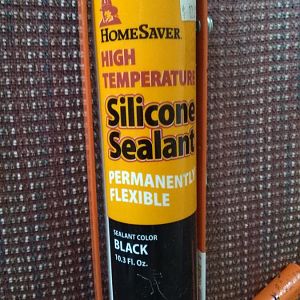 HOMESAVER
HIGH
TEMPERATURE
Silicone
Sealant
PERMANENTLY
FLEXIBLE
SEALANT COLOR
BLACK
10.3 Fl. Oz.